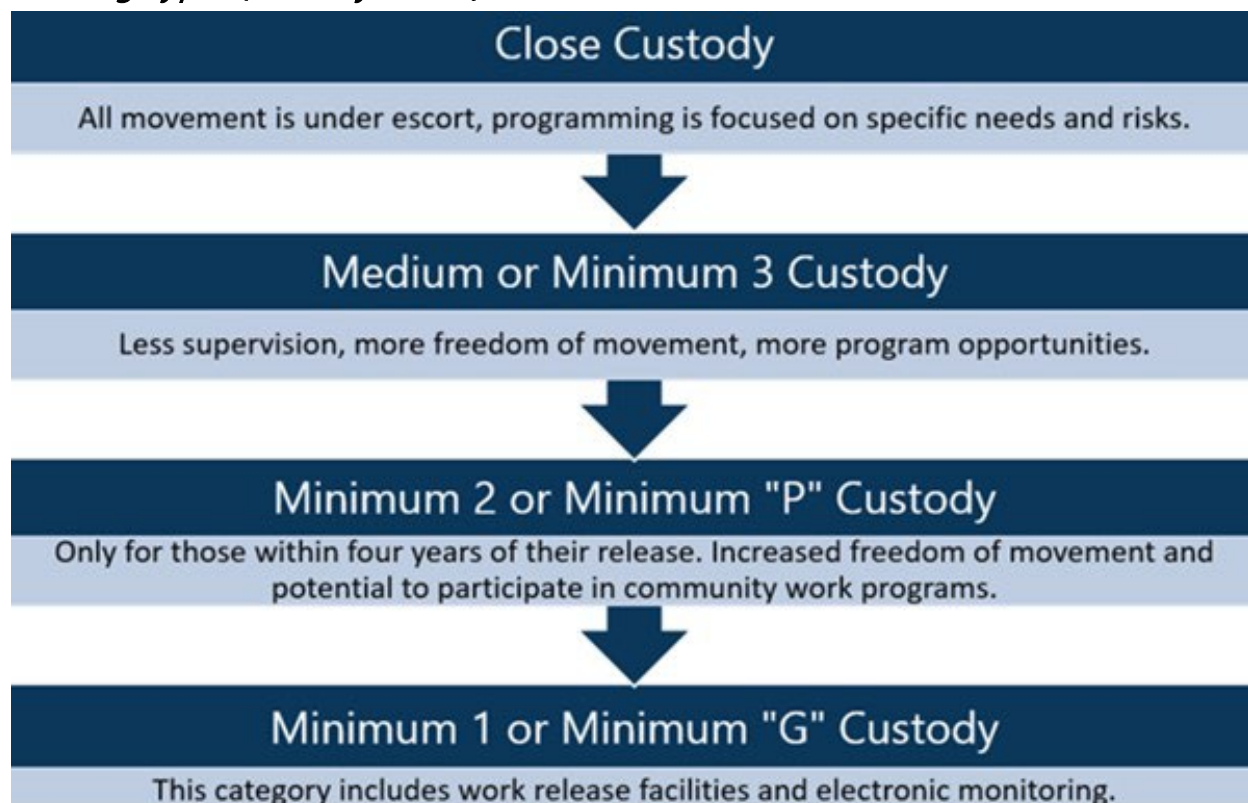 Close Custody
All movement is under escort, programming is focused on specific needs and risks.
Medium or Minimum 3 Custody
Less supervision, more freedom of movement, more program opportunities.
Minimum 2 or Minimum "P" Custody
Only for those within four years of their release. Increased freedom of movement and
potential to participate in community work programs.
Minimum 1 or Minimum "G" Custody
This category includes work release facilities and electronic monitoring.